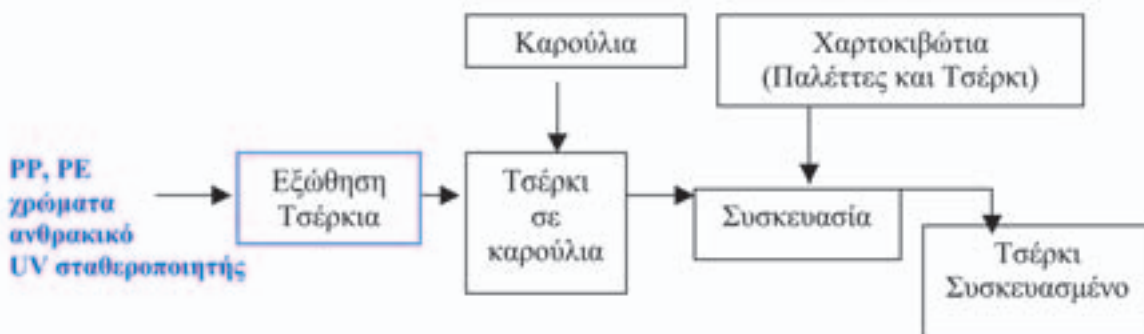 Καρούλια
Χαρτοκιβώτια
(Παλέττες και Τσέρκι)
PP, PE
χρώματα
ανθρακικό
UV σταθεροποιητής
Εξώθηση
Τσέρκια
Τσέρκι
σε
καρούλια
Συσκευασία
Τσέρκι
Συσκευασμένο